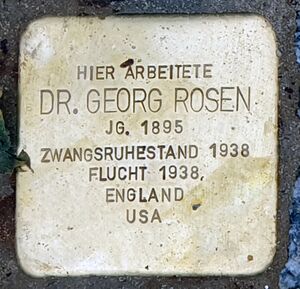 HIER ARBEITETE
DR. GEORG ROSEN
JG. 1895
ZWANGSRUHESTAND 1938
FLUCHT 1938,
ENGLAND
USA